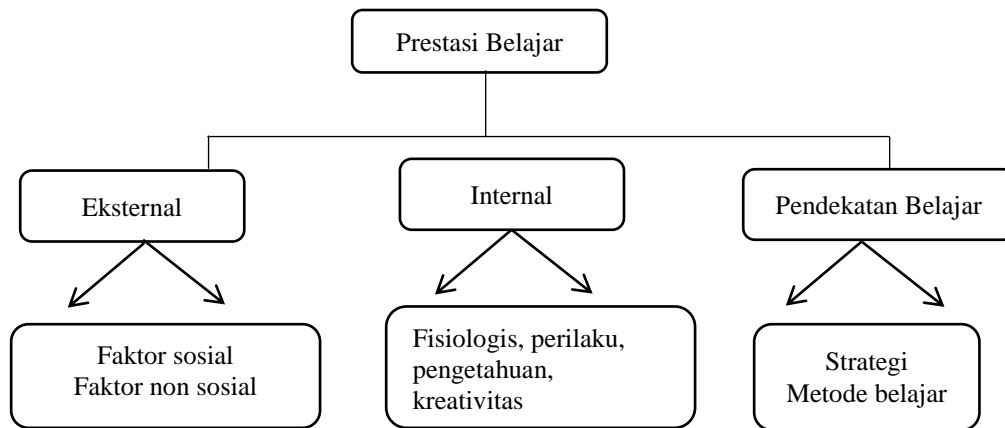 Prestasi Belajar
Eksternal
Internal
Pendekatan Belajar
Faktor sosial
Faktor non sosial
Fisiologis, perilaku,
pengetahuan,
kreativitas
Strategi
Metode belajar